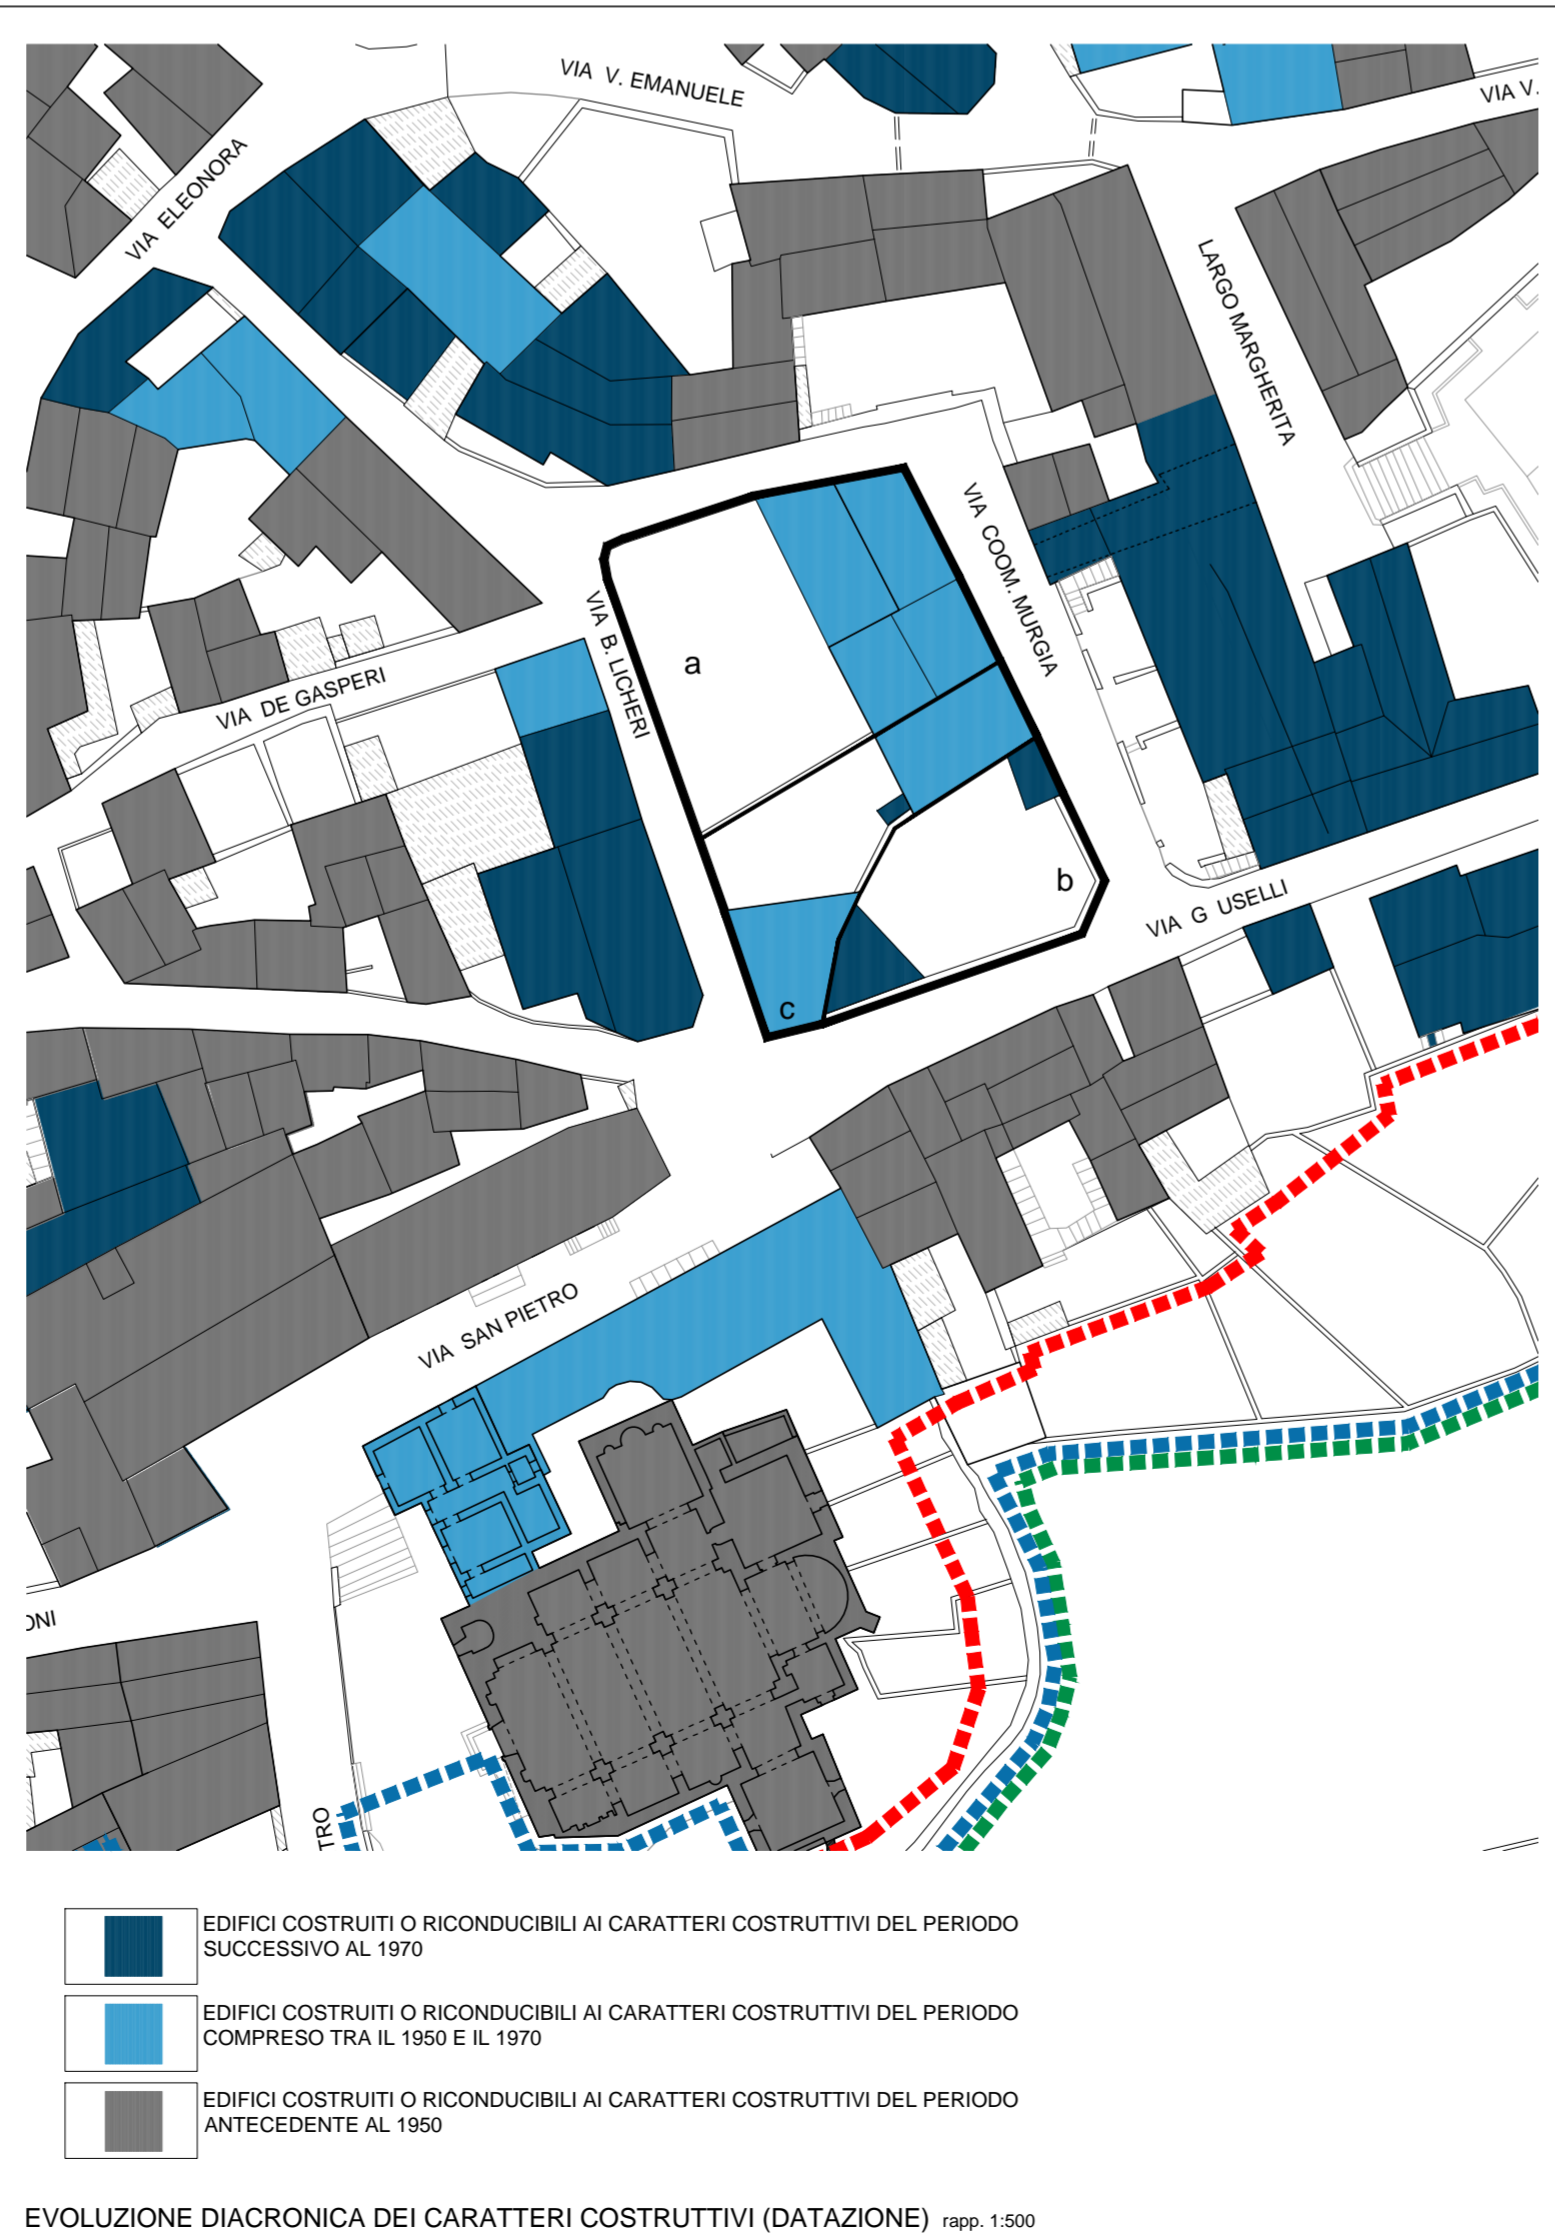 VIA V. EMANUELE
VIA V.
VIA ELEONORA
LARGO MARGHERITA
VIA COOM. MURGIA
VIA B. LICHERI
a
VIA DE GASPERI
b
VIA G USELLI
c
VIA SAN PIETRO
ONI
TRO
EDIFICI COSTRUITI O RICONDUCIBILI AI CARATTERI COSTRUTTIVI DEL PERIODO
SUCCESSIVO AL 1970
EDIFICI COSTRUITI O RICONDUCIBILI AI CARATTERI COSTRUTTIVI DEL PERIODO
COMPRESO TRA IL 1950 E IL 1970
EDIFICI COSTRUITI O RICONDUCIBILI AI CARATTERI COSTRUTTIVI DEL PERIODO
ANTECEDENTE AL 1950
EVOLUZIONE DIACRONICA DEI CARATTERI COSTRUTTIVI (DATAZIONE) rapp. 1:500